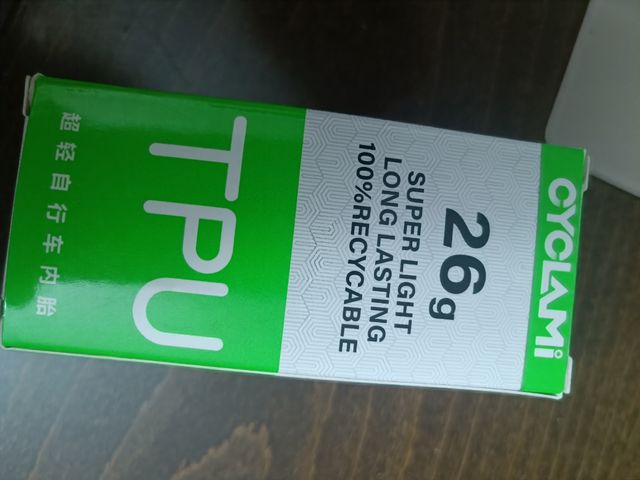 CYCLAMi
26g
SUPER LIGHT
LONG LASTING
100%RECYCABLE
TPU
超轻自行车内胎